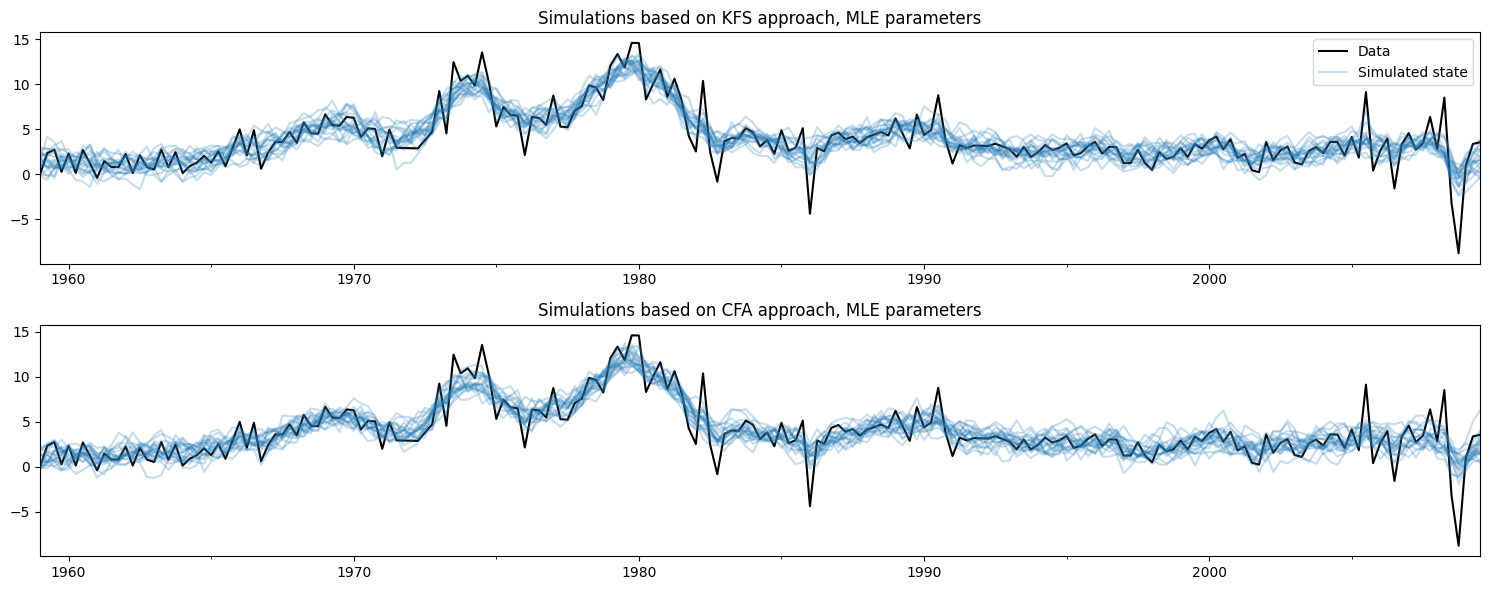 Simulations based on KFS approach, MLE parameters
15
10
5
0
−5
Data
Simulated state
1960 1970 1980 1990 2000
Simulations based on CFA approach, MLE parameters
15
10
5
0
−5
1960 1970 1980 1990 2000